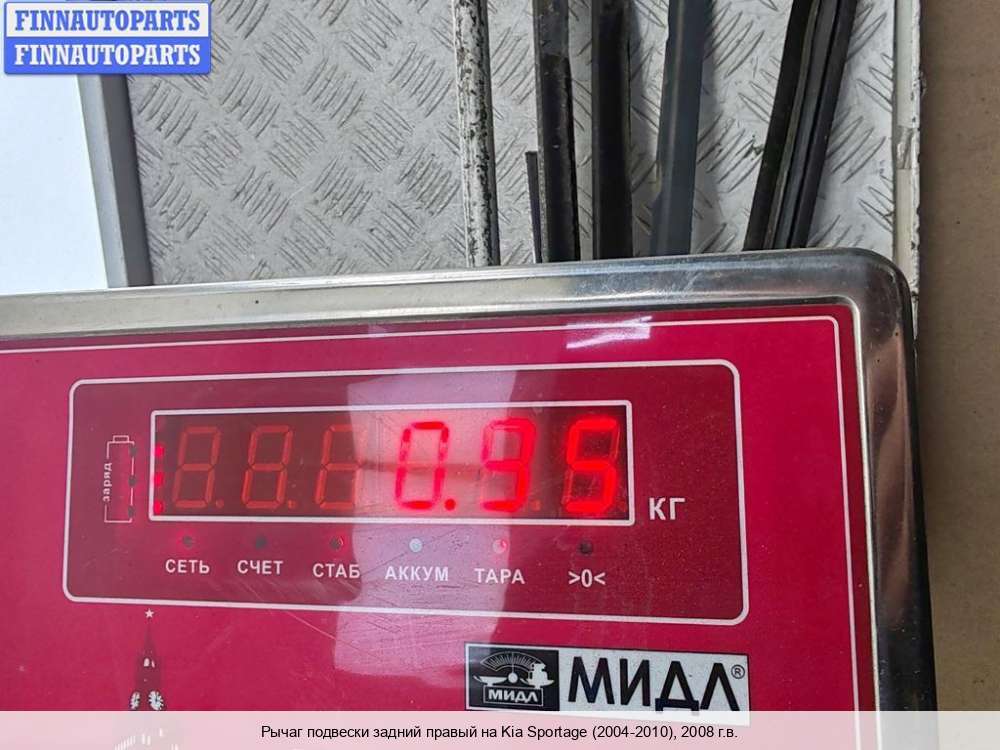 FINNAUTOPARTS
FINNAUTOPARTS
заряд
0.95
КГ
СЕТЬ СЧЕТ СТАБ АККУМ ТАРА >0<
МИДЛ
МИДЛ®
Рычаг подвески задний правый на Kia Sportage (2004-2010), 2008 г.в.